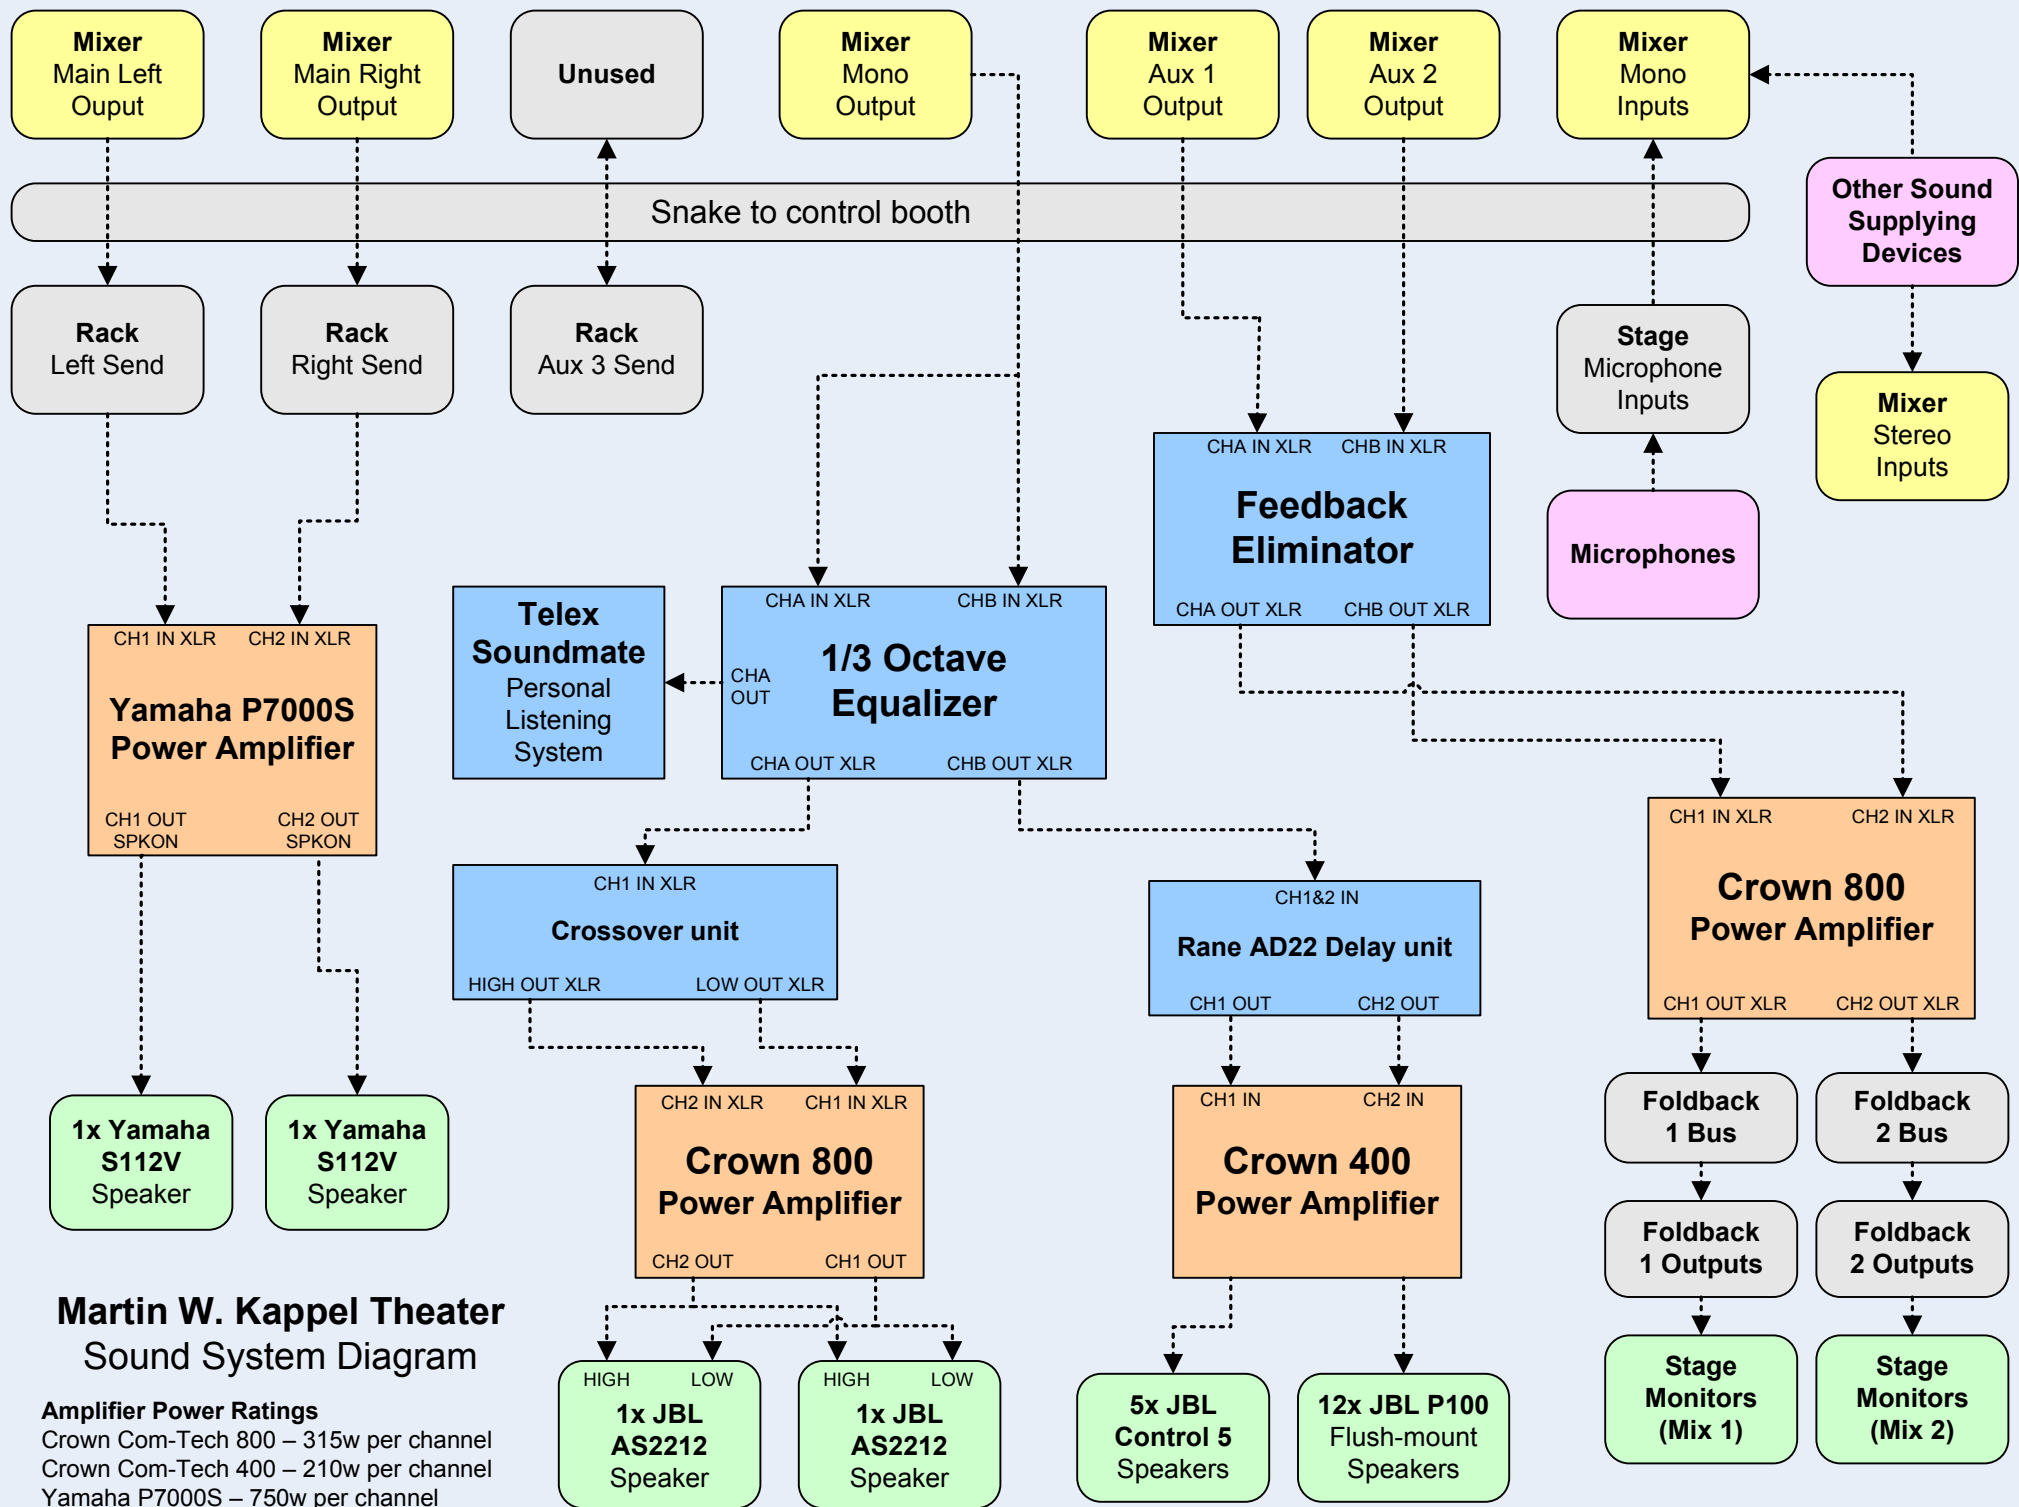 Mixer
Main Left
Ouput
Mixer
Main Right
Output
Unused
Mixer
Mono
Output
Mixer
Aux 1
Output
Mixer
Aux 2
Output
Mixer
Mono
Inputs
Snake to control booth
Other Sound
Supplying
Devices
Rack
Left Send
Rack
Right Send
Rack
Aux 3 Send
Stage
Microphone
Inputs
Mixer
Stereo
Inputs
CHA IN XLR CHB IN XLR
Feedback
Eliminator
CHA OUT XLR CHB OUT XLR
Microphones
CH1 IN XLR CH2 IN XLR
Yamaha P7000S
Power Amplifier
CH1 OUT
SPKON
CH2 OUT
SPKON
Telex
Soundmate
Personal
Listening
System
CHA IN XLR CHB IN XLR
CHA
OUT
1/3 Octave
Equalizer
CHA OUT XLR CHB OUT XLR
CH1 IN XLR
Crossover unit
HIGH OUT XLR LOW OUT XLR
CH1&2 IN
Rane AD22 Delay unit
CH1 OUT CH2 OUT
CH1 IN XLR CH2 IN XLR
Crown 800
Power Amplifier
CH1 OUT XLR CH2 OUT XLR
1x Yamaha
S112V
Speaker
1x Yamaha
S112V
Speaker
CH2 IN XLR CH1 IN XLR
Crown 800
Power Amplifier
CH2 OUT CH1 OUT
CH1 IN CH2 IN
Crown 400
Power Amplifier
Foldback
1 Bus
Foldback
2 Bus
Foldback
1 Outputs
Foldback
2 Outputs
HIGH LOW
1x JBL
AS2212
Speaker
HIGH LOW
1x JBL
AS2212
Speaker
5x JBL
Control 5
Speakers
12x JBL P100
Flush-mount
Speakers
Stage
Monitors
(Mix 1)
Stage
Monitors
(Mix 2)
Martin W. Kappel Theater
Sound System Diagram
Amplifier Power Ratings
Crown Com-Tech 800 – 315w per channel
Crown Com-Tech 400 – 210w per channel
Yamaha P7000S – 750w per channel